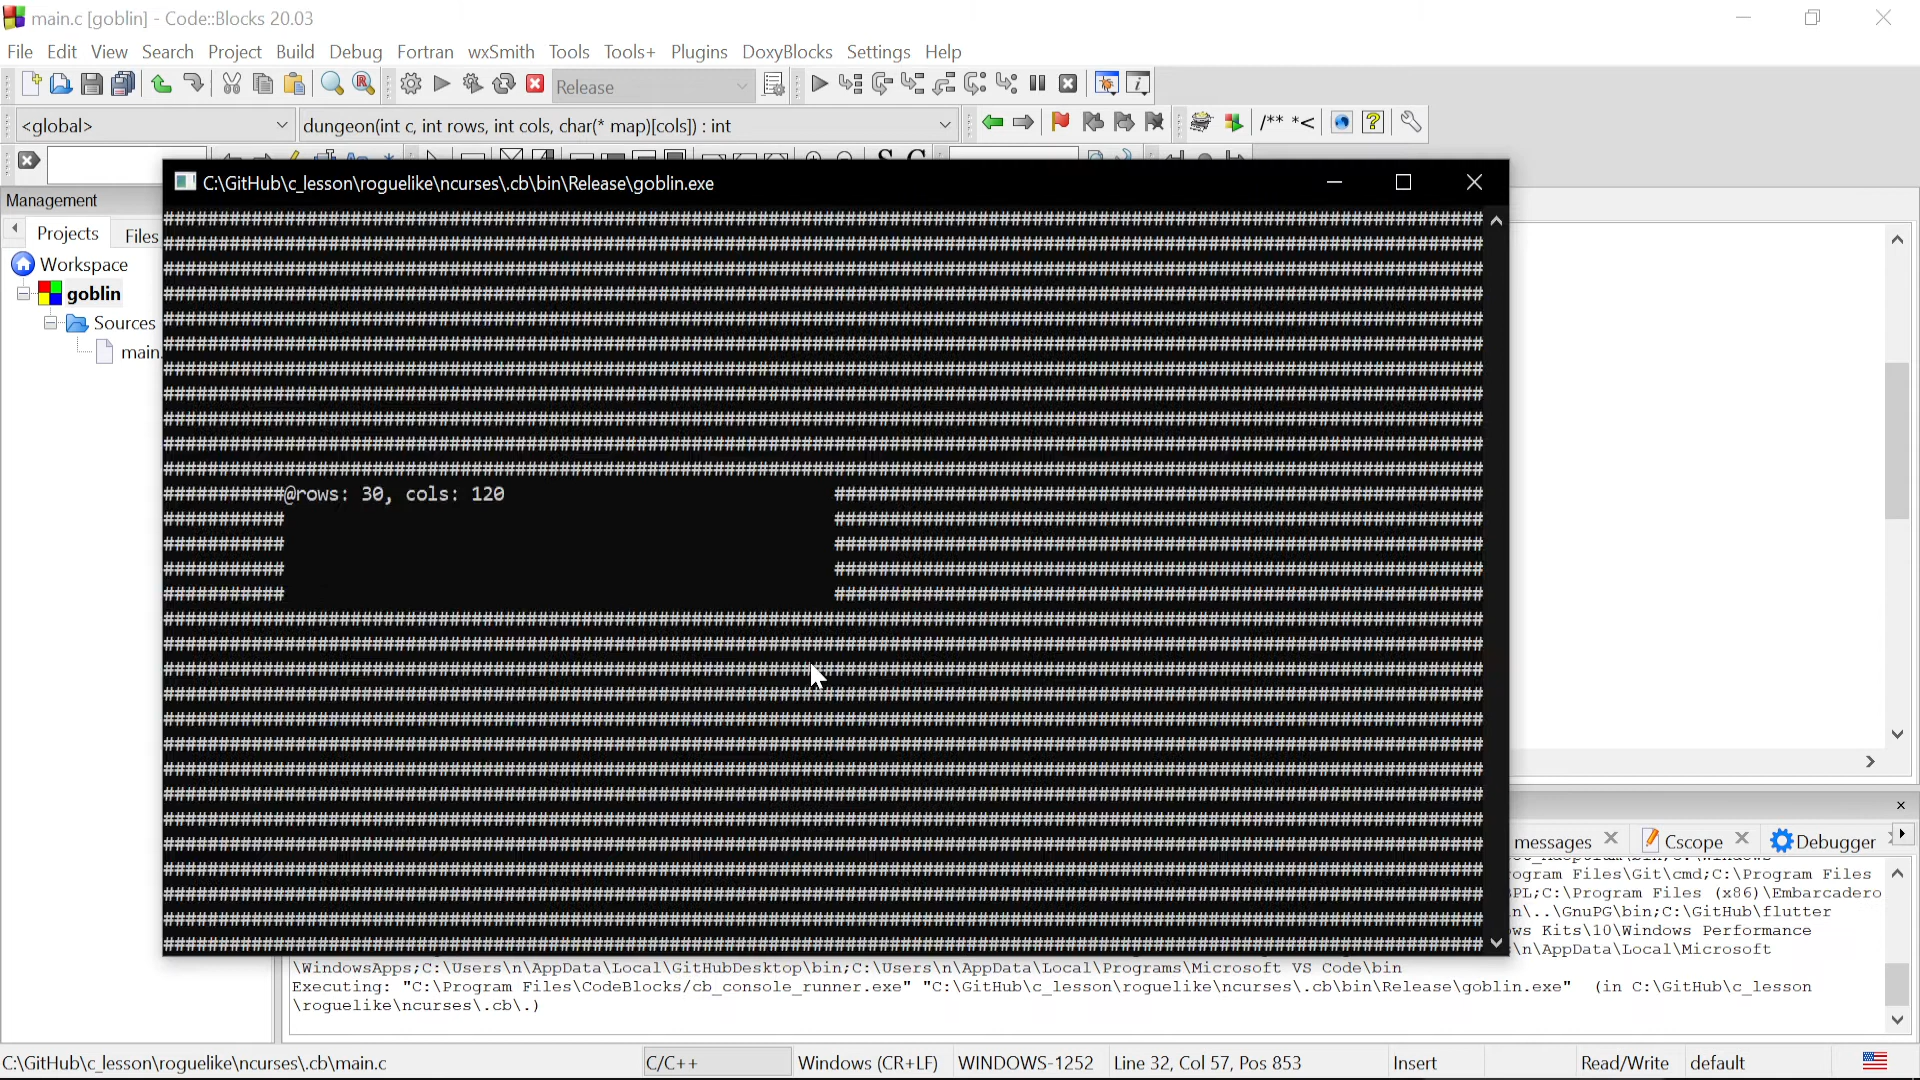 main.c [goblin] - Code::Blocks 20.03
File Edit View Search Project Build Debug Fortran wxSmith Tools Tools+ Plugins DoxyBlocks Settings Help
Release
<global> dungeon(int c, int rows, int cols, char(* map)[cols]) : int /** *<
C:\GitHub\c_lesson\roguelike\ncurses\.cb\bin\Release\goblin.exe
Management
Projects Files
Workspace
goblin
Sources
main.
@rows: 30, cols: 120
messages Cscope Debugger
ogram Files\Git\cmd;C:\Program Files
PL;C:\Program Files (x86)\Embarcadero
n\..\GnuPG\bin;C:\GitHub\flutter
ws Kits\10\Windows Performance
\n\AppData\Local\Microsoft
\WindowsApps;C:\Users\n\AppData\Local\GitHubDesktop\bin;C:\Users\n\AppData\Local\Programs\Microsoft VS Code\bin
Executing: "C:\Program Files\CodeBlocks/cb_console_runner.exe" "C:\GitHub\c_lesson\roguelike\ncurses\.cb\bin\Release\goblin.exe" (in C:\GitHub\c_lesson
\roguelike\ncurses\.cb\.)
C:\GitHub\c_lesson\roguelike\ncurses\.cb\main.c C/C++ Windows (CR+LF) WINDOWS-1252 Line 32, Col 57, Pos 853 Insert Read/Write default